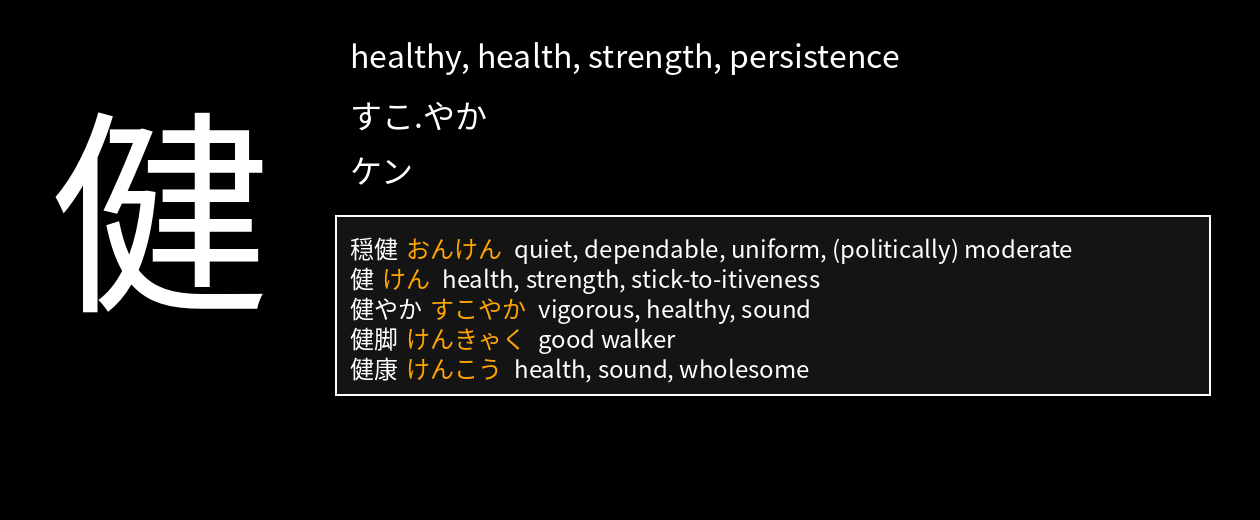 健
healthy, health, strength, persistence
すこ.やか
ケン
穏健 おんけん quiet, dependable, uniform, (politically) moderate
健 けん health, strength, stick-to-itiveness
健やか すこやか vigorous, healthy, sound
健脚 けんきゃく good walker
健康 けんこう health, sound, wholesome